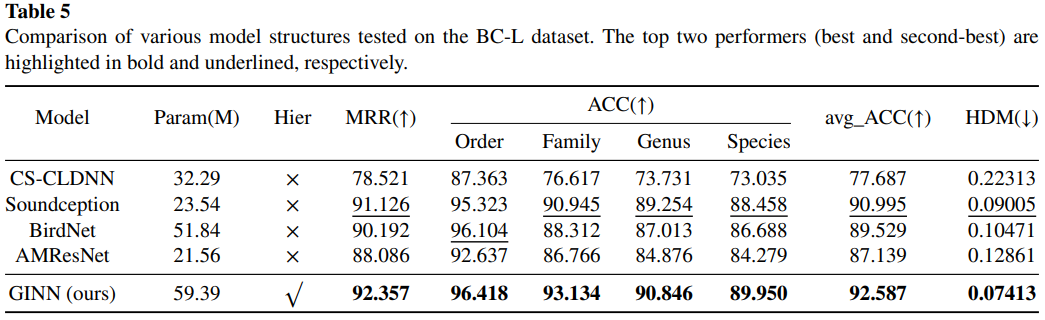 Table 5
Comparison of various model structures tested on the BC-L dataset. The top two performers (best and second-best) are
highlighted in bold and underlined, respectively.
Model Param(M) Hier MRR(↑) ACC(↑) avg_ACC(↑) HDM(↓)
Order Family Genus Species
CS-CLDNN 32.29 × 78.521 87.363 76.617 73.731 73.035 77.687 0.22313
Soundception 23.54 × 91.126 95.323 90.945 89.254 88.458 90.995 0.09005
BirdNet 51.84 × 90.192 96.104 88.312 87.013 86.688 89.529 0.10471
AMResNet 21.56 × 88.086 92.637 86.766 84.876 84.279 87.139 0.12861
GINN (ours) 59.39 √ 92.357 96.418 93.134 90.846 89.950 92.587 0.07413